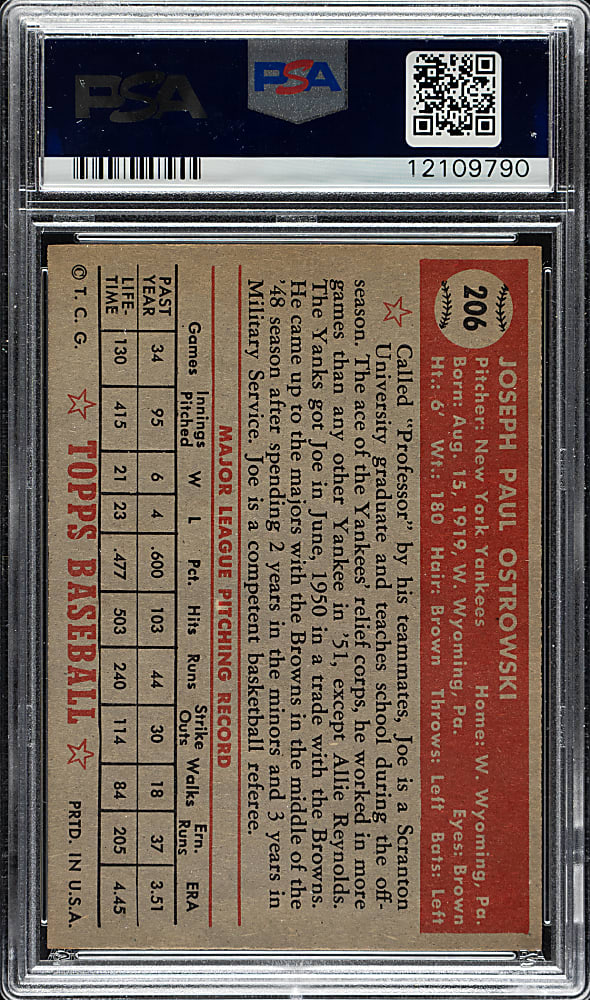 PSA
PSA
12109790
206
JOSEPH PAUL OSTROWSKI
Pitcher: New York Yankees Home: W. Wyoming, Pa.
Born: Aug. 15, 1919, W. Wyoming, Pa. Eyes: Brown
Ht.: 6' Wt.: 180 Hair: Brown Throws: Left Bats: Left
Called "Professor" by his teammates, Joe is a Scranton
University graduate and teaches school during the off-
season. The ace of the Yankees' relief corps, he worked in more
games than any other Yankee in '51, except Allie Reynolds.
The Yanks got Joe in June, 1950 in a trade with the Browns.
He came up to the majors with the Browns in the middle of the
'48 season after spending 2 years in the minors and 3 years in
Military Service. Joe is a competent basketball referee.
MAJOR LEAGUE PITCHING RECORD
Games Innings Pitched W L Pct. Hits Runs Strike Outs Walks Ern. Runs ERA
PAST YEAR 34 95 6 4 .600 103 44 30 18 37 3.51
LIFE-TIME 130 415 21 23 .477 503 240 114 84 205 4.45
© T. C. G. TOPPS BASEBALL PRTD. IN U.S.A.